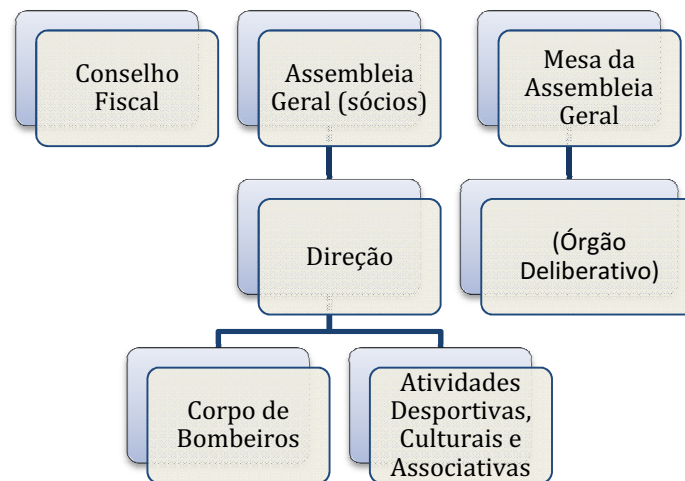 Conselho
Fiscal
Assembleia
Geral (sócios)
Mesa da
Assembleia
Geral
Direção
(Órgão
Deliberativo)
Corpo de
Bombeiros
Atividades
Desportivas,
Culturais e
Associativas